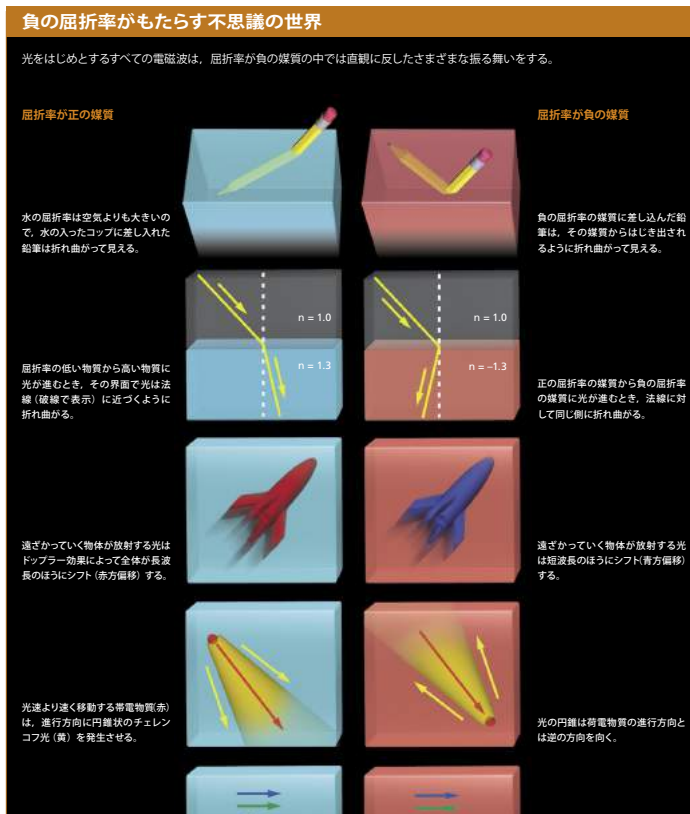 負の屈折率がもたらす不思議の世界
光をはじめとするすべての電磁波は，屈折率が負の媒質の中では直観に反したさまざまな振る舞いをする。
屈折率が正の媒質
屈折率が負の媒質
水の屈折率は空気よりも大きいの
で，水の入ったコップに差し入れた
鉛筆は折れ曲がって見える。
負の屈折率の媒質に差し込んだ鉛
筆は，その媒質からはじき出され
るように折れ曲がって見える。
n = 1.0
n = 1.3
n = 1.0
n = –1.3
屈折率の低い物質から高い物質に
光が進むとき，その界面で光は法
線（破線で表示）に近づくように
折れ曲がる。
正の屈折率の媒質から負の屈折率
の媒質に光が進むとき，法線に対
して同じ側に折れ曲がる。
遠ざかっていく物体が放射する光は
ドップラー効果によって全体が長波
長のほうにシフト（赤方偏移）する。
遠ざかっていく物体が放射する光
は短波長のほうにシフト（青方偏移）
する。
光速より速く移動する帯電物質（赤）
は，進行方向に円錐状のチェレン
コフ光（黄）を発生させる。
光の円錐は荷電物質の進行方向と
は逆の方向を向く。